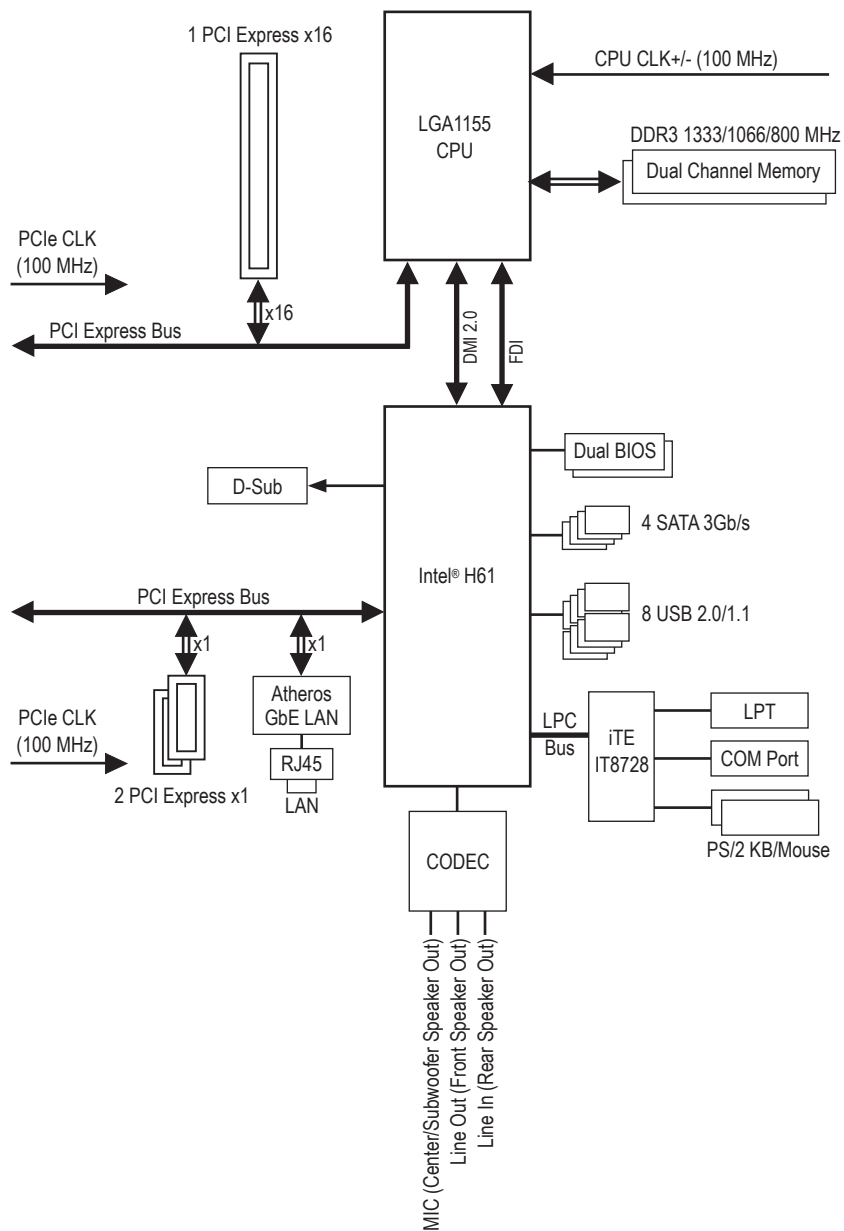 1 PCI Express x16
CPU CLK+/- (100 MHz)
LGA1155
CPU
DDR3 1333/1066/800 MHz
Dual Channel Memory
PCIe CLK
(100 MHz)
x16
PCI Express Bus
DMI 2.0
FDI
Dual BIOS
D-Sub
4 SATA 3Gb/s
Intel® H61
PCI Express Bus
8 USB 2.0/1.1
x1
x1
Atheros
GbE LAN
PCIe CLK
(100 MHz)
LPC
Bus
iTE
IT8728
LPT
COM Port
RJ45
LAN
2 PCI Express x1
PS/2 KB/Mouse
CODEC
MIC (Center/Subwoofer Speaker Out)
Line Out (Front Speaker Out)
Line In (Rear Speaker Out)